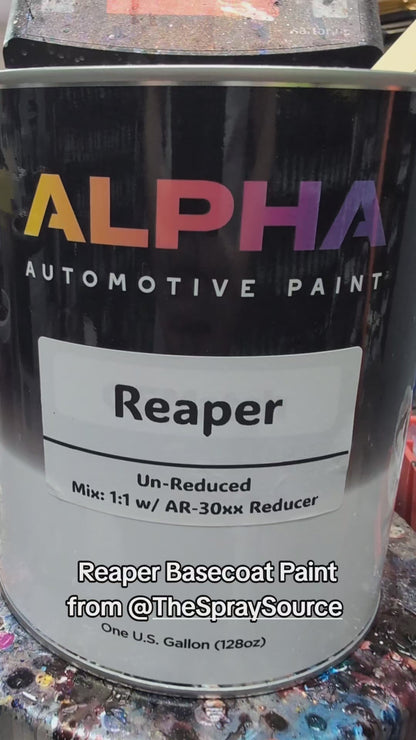 ALPHA
AUTOMOTIVE PAINT
Reaper
Un-Reduced
Mix: 1:1 w/ AR-30xx Reducer
Reaper Basecoat Paint
from @TheSpraySource
One U.S. Gallon (128oz)